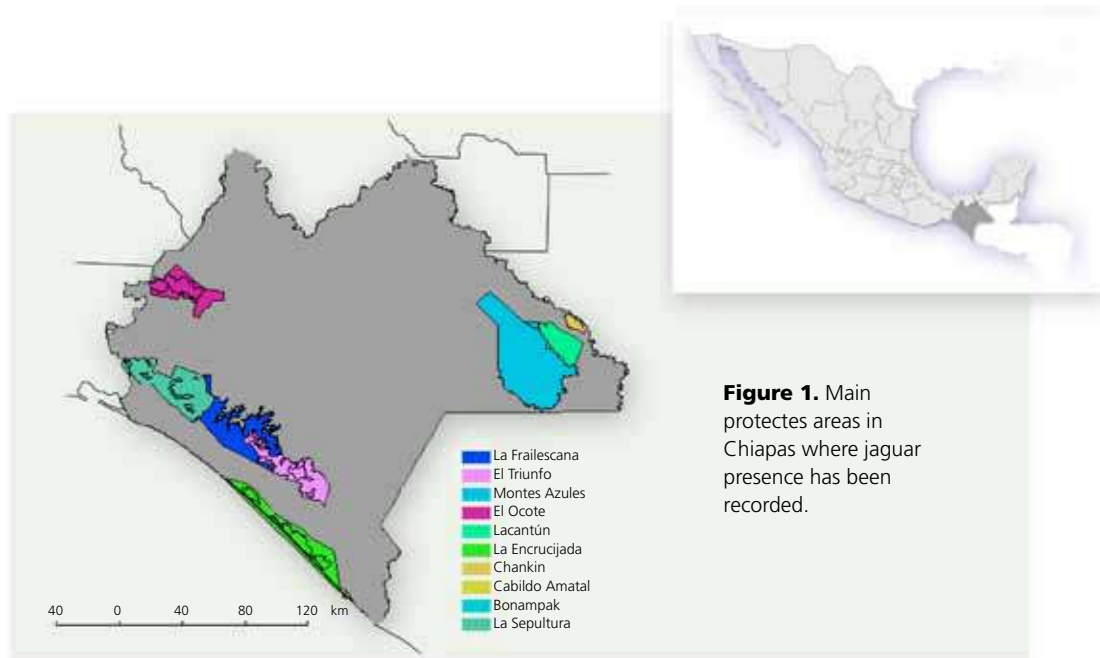 Figure 1. Main
protectes areas in
Chiapas where jaguar
presence has been
recorded.
La Frailescana
El Triunfo
Montes Azules
El Ocote
Lacantún
La Encrucijada
Chankin
Cabildo Amatal
Bonampak
La Sepultura
40 0 40 80 120 km